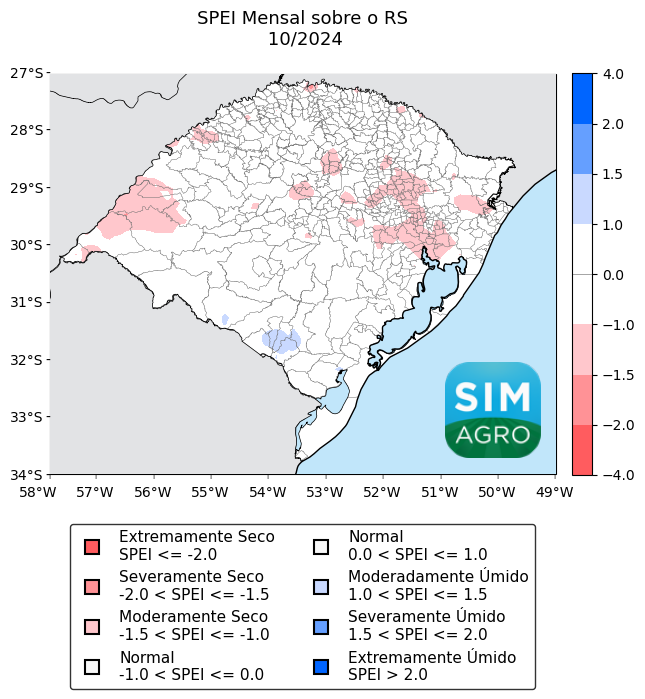 SPEI Mensal sobre o RS
10/2024
27°S
28°S
29°S
30°S
31°S
32°S
33°S
34°S
58°W
57°W
56°W
55°W
54°W
53°W
52°W
51°W
50°W
49°W
4.0
2.0
1.5
1.0
0.0
−1.0
−1.5
−2.0
−4.0
SIM
AGRO
Extremamente Seco
SPEI <= -2.0
Severamente Seco
-2.0 < SPEI <= -1.5
Moderamente Seco
-1.5 < SPEI <= -1.0
Normal
-1.0 < SPEI <= 0.0
Normal
0.0 < SPEI <= 1.0
Moderadamente Úmido
1.0 < SPEI <= 1.5
Severamente Úmido
1.5 < SPEI <= 2.0
Extremamente Úmido
SPEI > 2.0